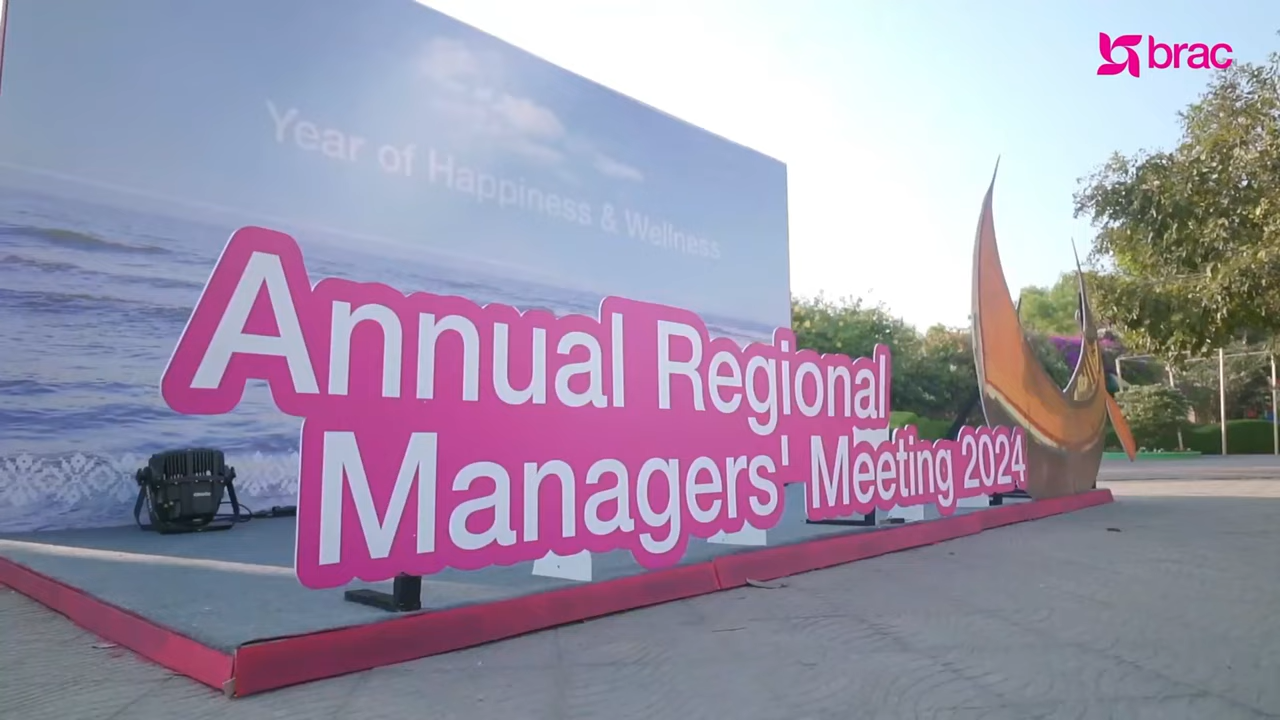 brac
Year of Happiness & Wellness
Annual Regional
Managers' Meeting 2024